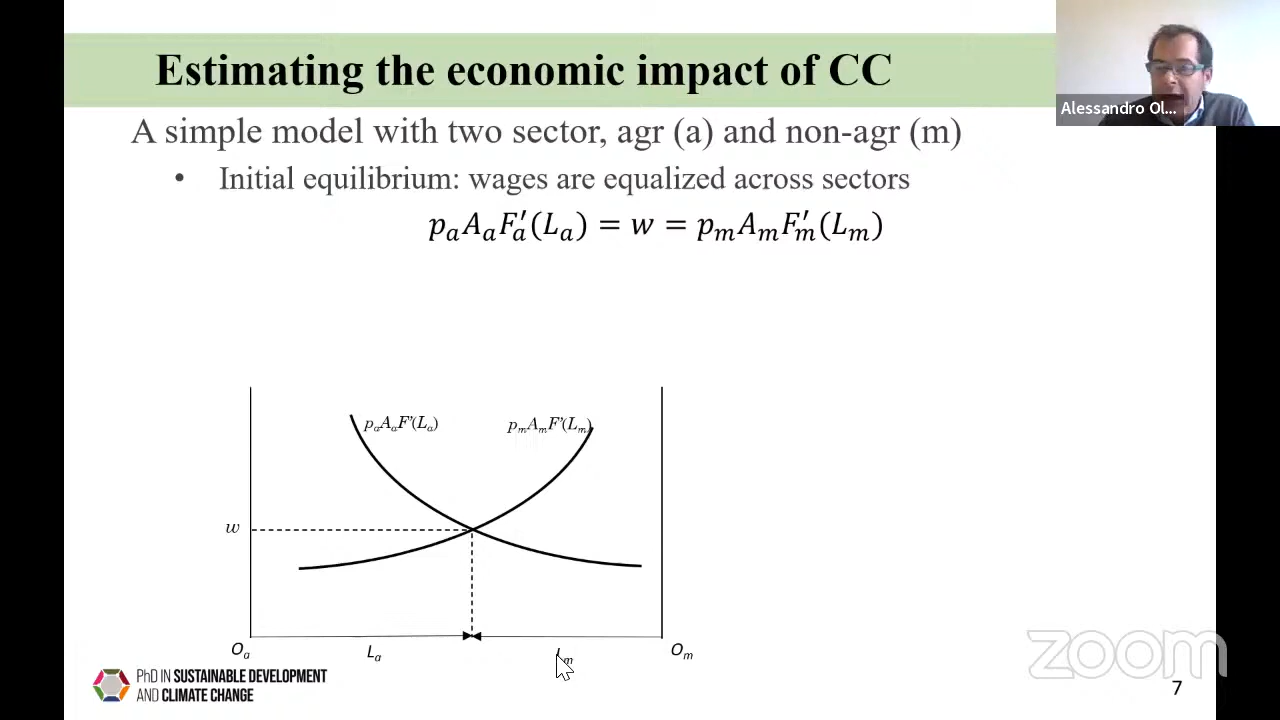 Estimating the economic impact of CC
Alessandro Ol...
A simple model with two sector, agr (a) and non-agr (m)
• Initial equilibrium: wages are equalized across sectors
pₐAₐF′ₐ(Lₐ) = w = pₘAₘF′ₘ(Lₘ)
pₐAₐF'(Lₐ)
pₘAₘF'(Lₘ)
w
Oₐ
Lₐ
Lₘ
Oₘ
PhD IN SUSTAINABLE DEVELOPMENT
AND CLIMATE CHANGE
zoom
7